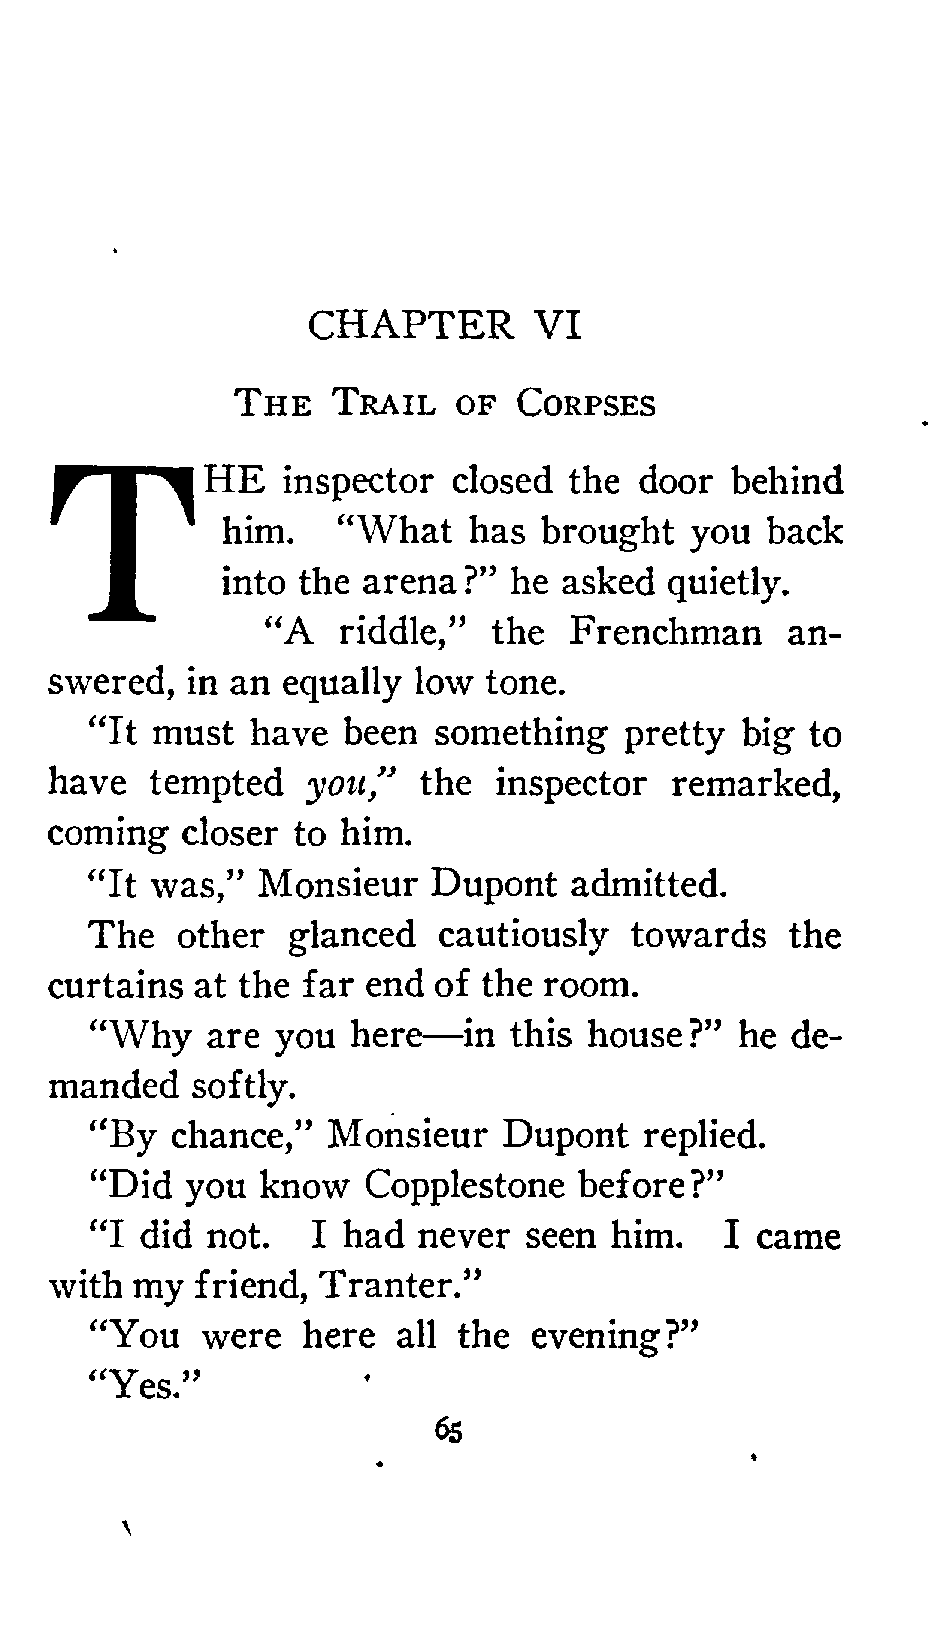 CHAPTER VI
THE TRAIL OF CORPSES
THE inspector closed the door behind
him. "What has brought you back
into the arena?" he asked quietly.
"A riddle," the Frenchman an-
swered, in an equally low tone.
"It must have been something pretty big to
have tempted you," the inspector remarked,
coming closer to him.
"It was," Monsieur Dupont admitted.
The other glanced cautiously towards the
curtains at the far end of the room.
"Why are you here—in this house?" he de-
manded softly.
"By chance," Monsieur Dupont replied.
"Did you know Copplestone before?"
"I did not. I had never seen him. I came
with my friend, Tranter."
"You were here all the evening?"
"Yes."
65